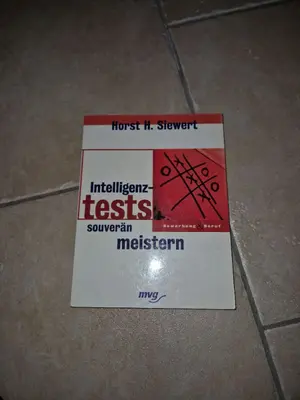 Horst H. Siewert
Intelligenz-
tests
souverän
meistern
Bewerbung & Beruf
mvg